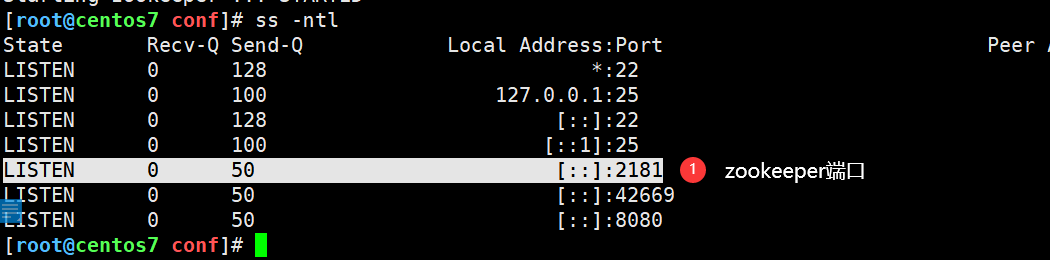 [root@centos7 conf]# ss -ntl
State Recv-Q Send-Q Local Address:Port Peer A
LISTEN 0 128 *:22
LISTEN 0 100 127.0.0.1:25
LISTEN 0 128 [::]:22
LISTEN 0 100 [::1]:25
LISTEN 0 50 [::]:2181 1 zookeeper端口
LISTEN 0 50 [::]:42669
LISTEN 0 50 [::]:8080
[root@centos7 conf]#